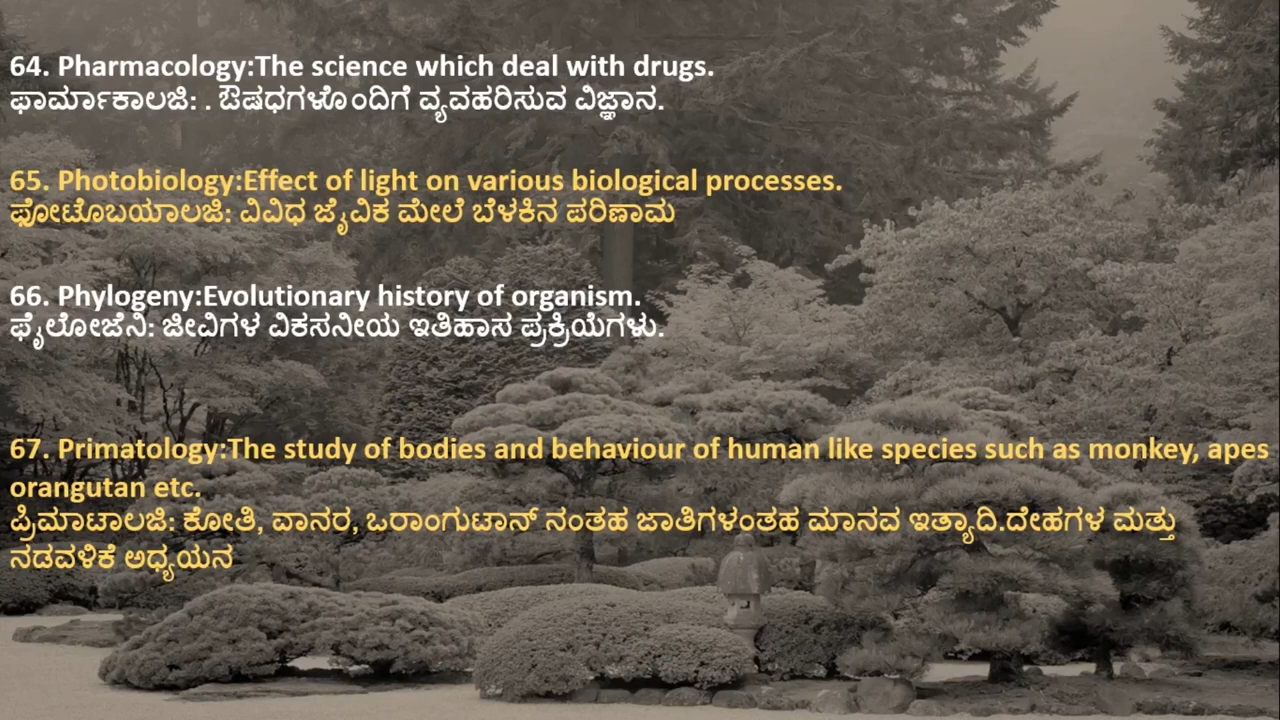 64. Pharmacology:The science which deal with drugs.
ಫಾರ್ಮಾಕಾಲಜಿ: . ಔಷಧಗಳೊಂದಿಗೆ ವ್ಯವಹರಿಸುವ ವಿಜ್ಞಾನ.
65. Photobiology:Effect of light on various biological processes.
ಫೋಟೊಬಯಾಲಜಿ: ವಿವಿಧ ಜೈವಿಕ ಮೇಲೆ ಬೆಳಕಿನ ಪರಿಣಾಮ
66. Phylogeny:Evolutionary history of organism.
ಫೈಲೋಜೆನಿ: ಜೀವಿಗಳ ವಿಕಸನೀಯ ಇತಿಹಾಸ ಪ್ರಕ್ರಿಯೆಗಳು.
67. Primatology:The study of bodies and behaviour of human like species such as monkey, apes
orangutan etc.
ಪ್ರಿಮಾಟಾಲಜಿ: ಕೋತಿ, ವಾನರ, ಒರಾಂಗುಟಾನ್ ನಂತಹ ಜಾತಿಗಳಂತಹ ಮಾನವ ಇತ್ಯಾದಿ.ದೇಹಗಳ ಮತ್ತು
ನಡವಳಿಕೆ ಅಧ್ಯಯನ